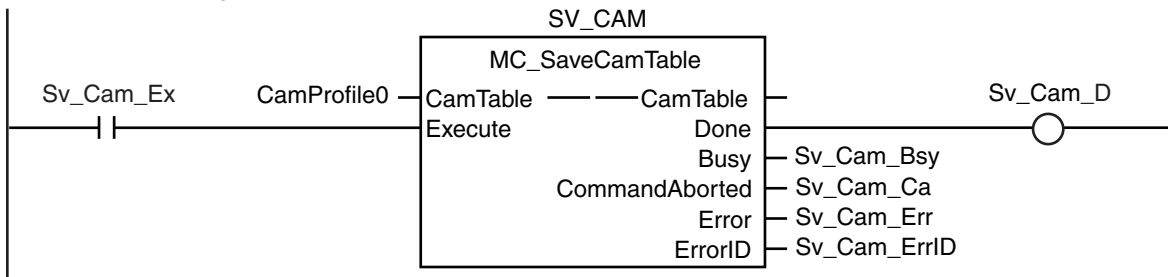 SV_CAM
MC_SaveCamTable
Sv_Cam_Ex CamProfile0 CamTable CamTable Sv_Cam_D
Execute Done
Busy Sv_Cam_Bsy
CommandAborted Sv_Cam_Ca
Error Sv_Cam_Err
ErrorID Sv_Cam_ErrID